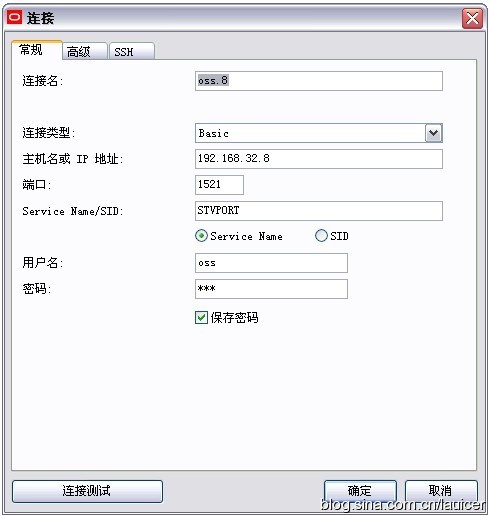 连接
常规 高级 SSH
连接名: oss.8
连接类型: Basic
主机名或 IP 地址: 192.168.32.8
端口: 1521
Service Name/SID: STVPORT
Service Name SID
用户名: oss
密码: ***
保存密码
连接测试 确定 取消
blog.sina.com.cn/lauicer